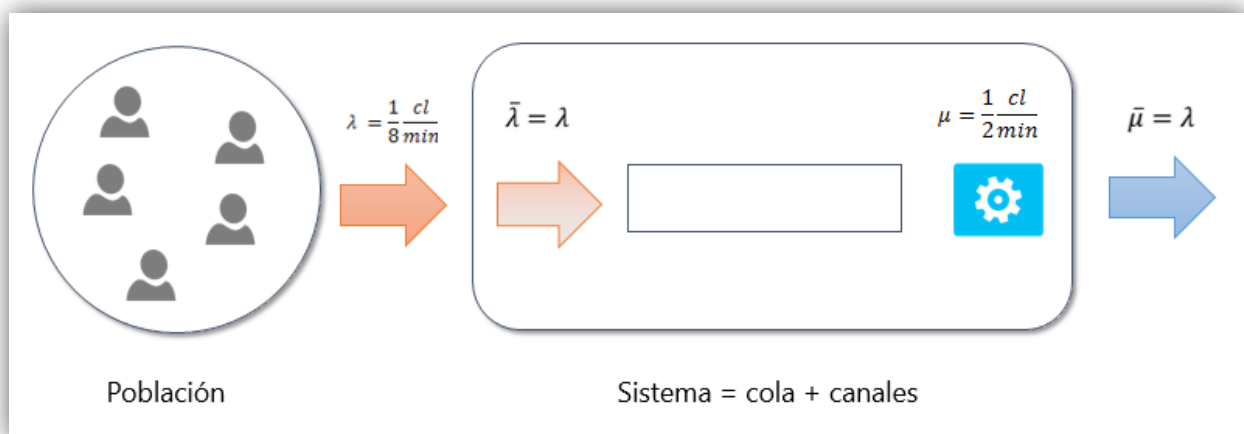 λ = 1/8 cl/min
λ̄ = λ
μ = 1/2 cl/min
μ̄ = λ
Población
Sistema = cola + canales